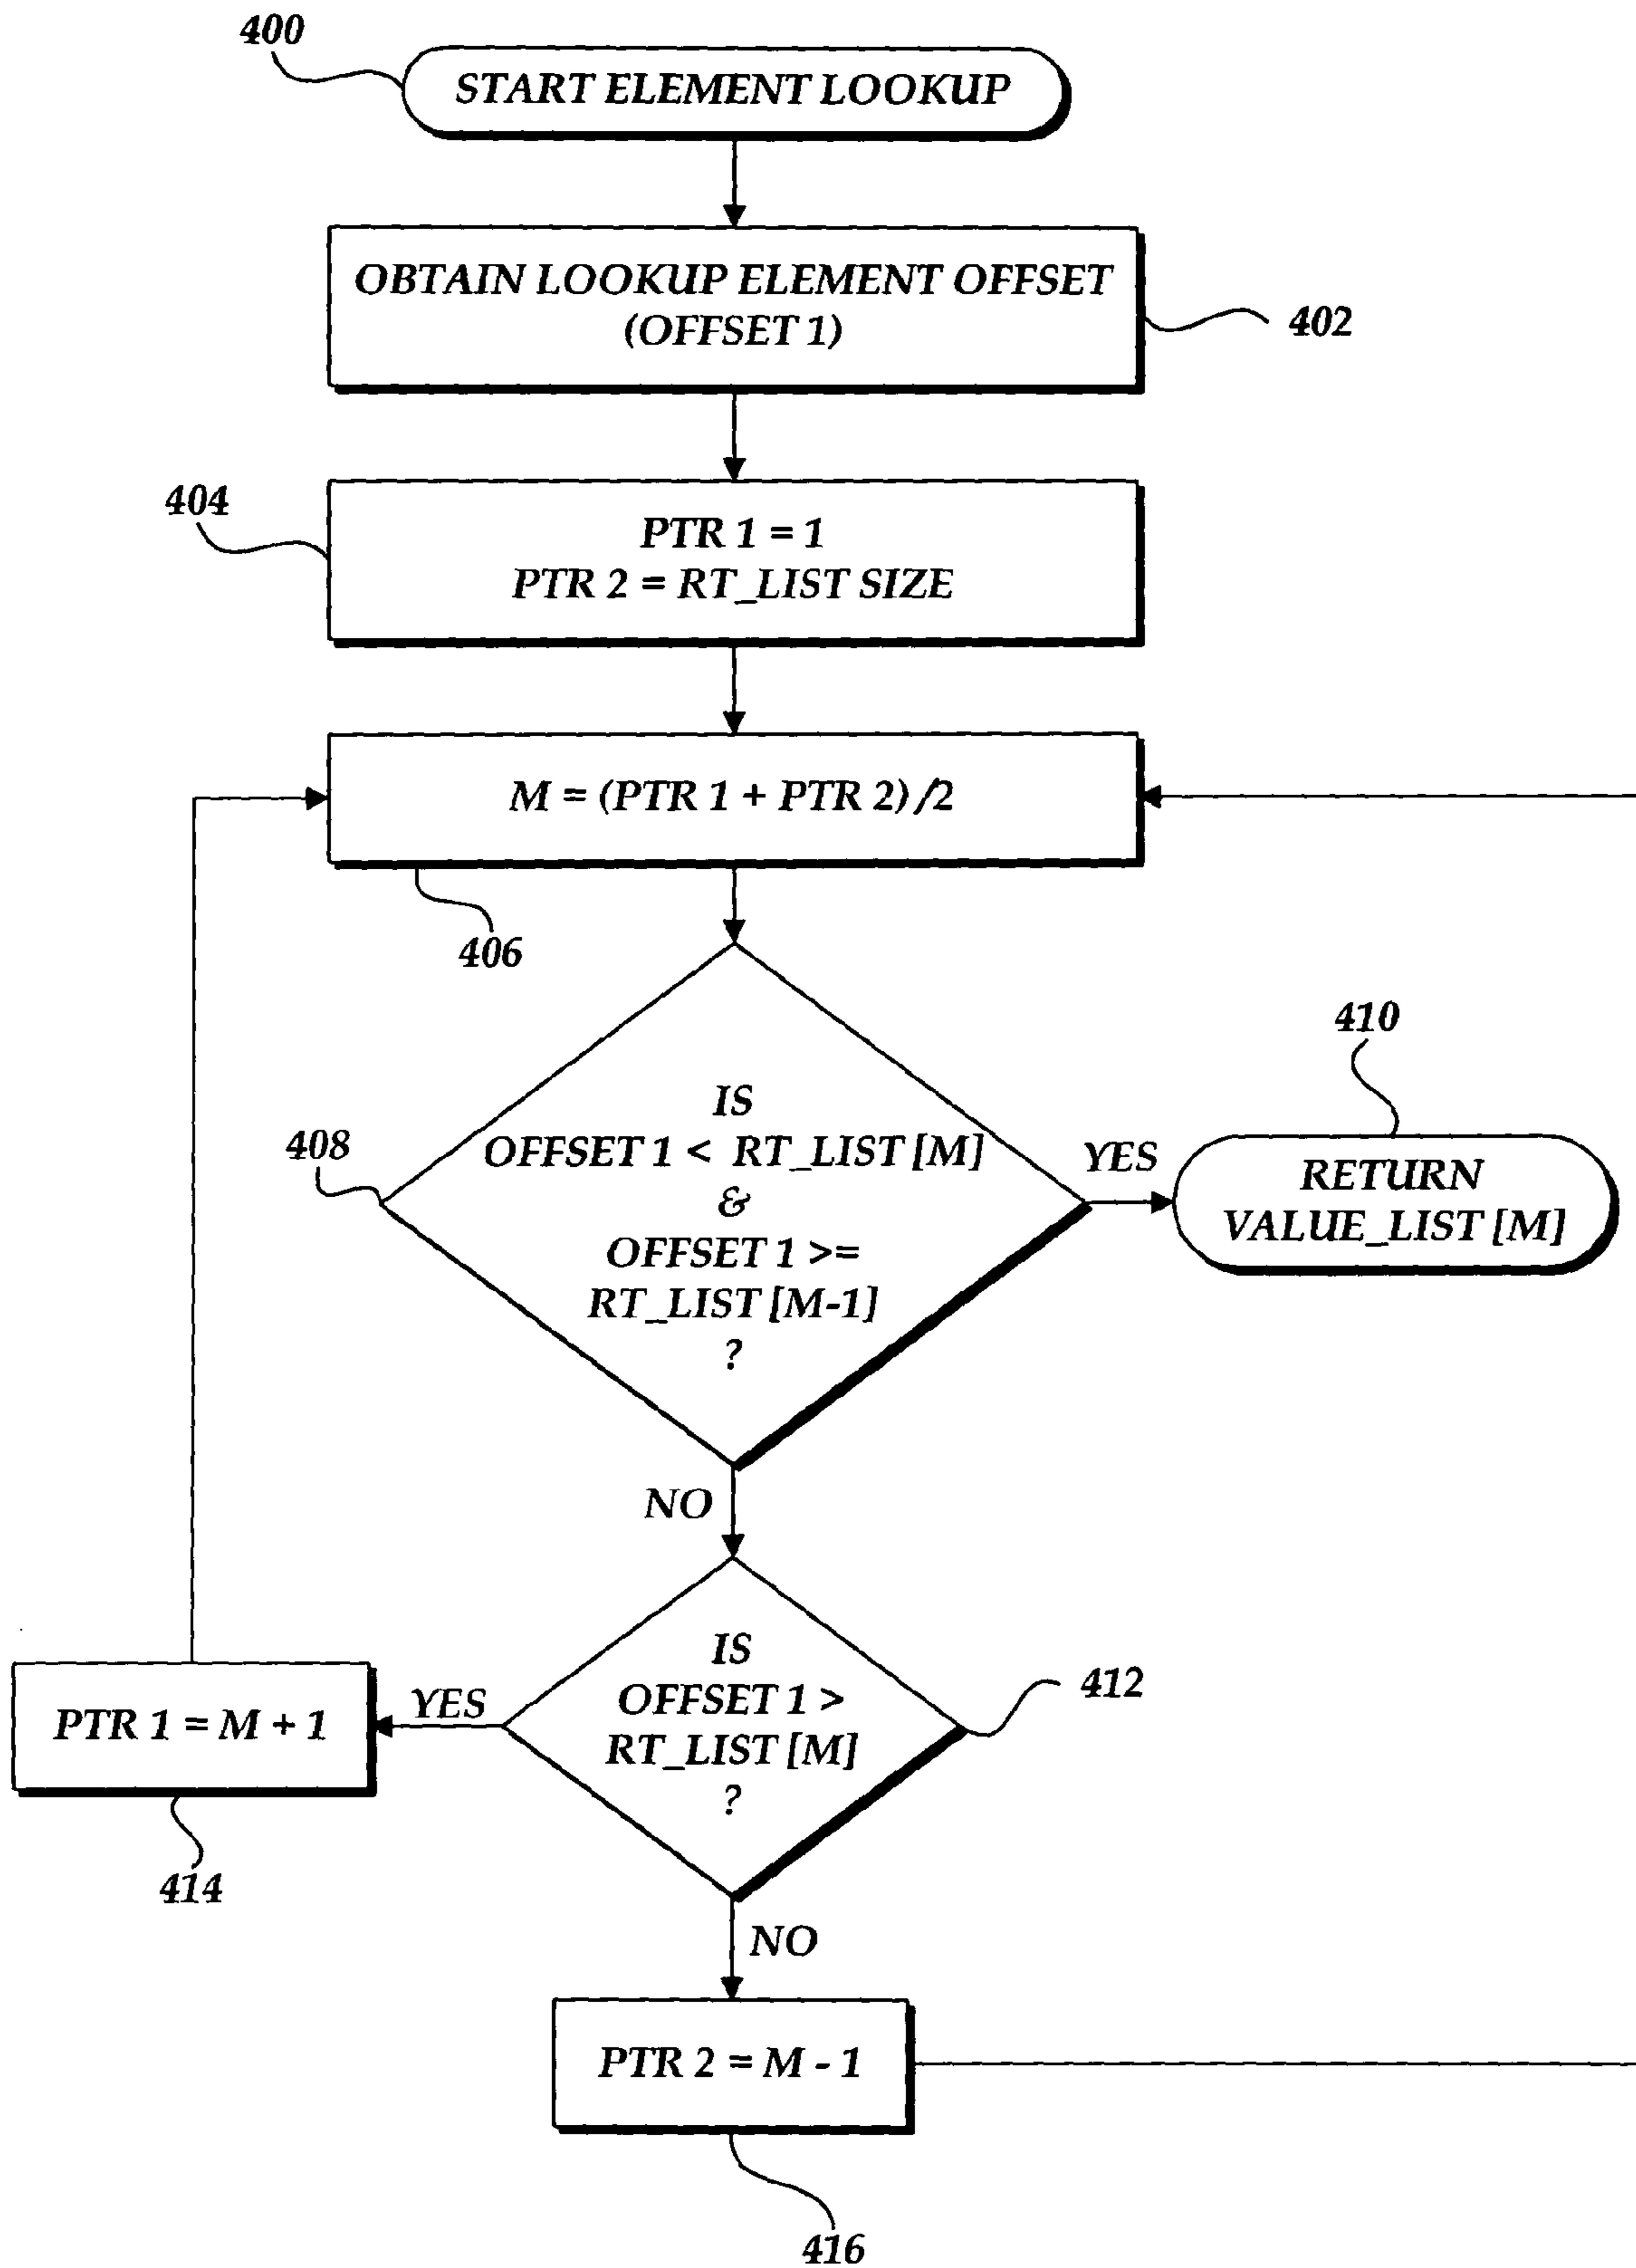 400
START ELEMENT LOOKUP
OBTAIN LOOKUP ELEMENT OFFSET
(OFFSET 1)
402
404
PTR 1 = 1
PTR 2 = RT_LIST SIZE
M = (PTR 1 + PTR 2)/2
406
408
IS
OFFSET 1 < RT_LIST [M]
&
OFFSET 1 >=
RT_LIST [M-1]
?
YES
410
RETURN
VALUE_LIST [M]
NO
IS
OFFSET 1 >
RT_LIST [M]
?
412
YES
PTR 1 = M + 1
414
NO
PTR 2 = M - 1
416